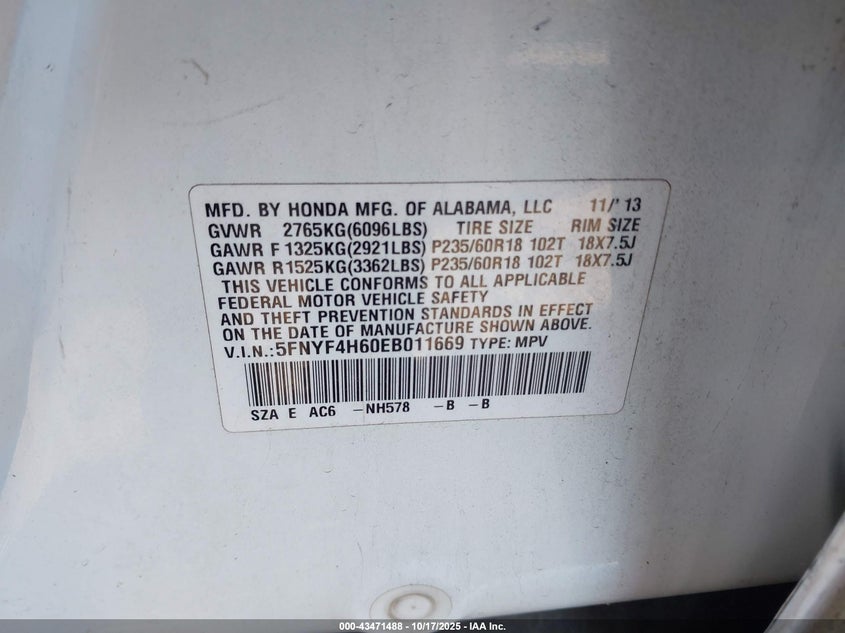 MFD. BY HONDA MFG. OF ALABAMA, LLC 11/'13
GVWR 2765KG(6096LBS) TIRE SIZE RIM SIZE
GAWR F 1325KG(2921LBS) P235/60R18 102T 18X7.5J
GAWR R1525KG(3362LBS) P235/60R18 102T 18X7.5J
THIS VEHICLE CONFORMS TO ALL APPLICABLE
FEDERAL MOTOR VEHICLE SAFETY
AND THEFT PREVENTION STANDARDS IN EFFECT
ON THE DATE OF MANUFACTURE SHOWN ABOVE.
V.I.N.:5FNYF4H60EB011669 TYPE: MPV
SZA E AC6 -NH578 -B -B
000-43471488 - 10/17/2025 - IAA Inc.